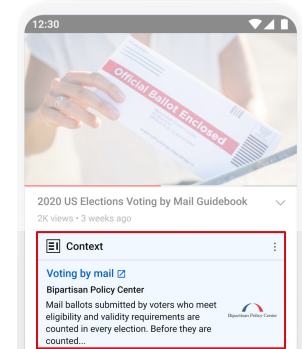 12:30
Official Ballot Enclosed
2020 US Elections Voting by Mail Guidebook
2K views • 3 weeks ago
Context
Voting by mail
Bipartisan Policy Center
Mail ballots submitted by voters who meet
eligibility and validity requirements are
counted in every election. Before they are
counted...
Bipartisan Policy Center